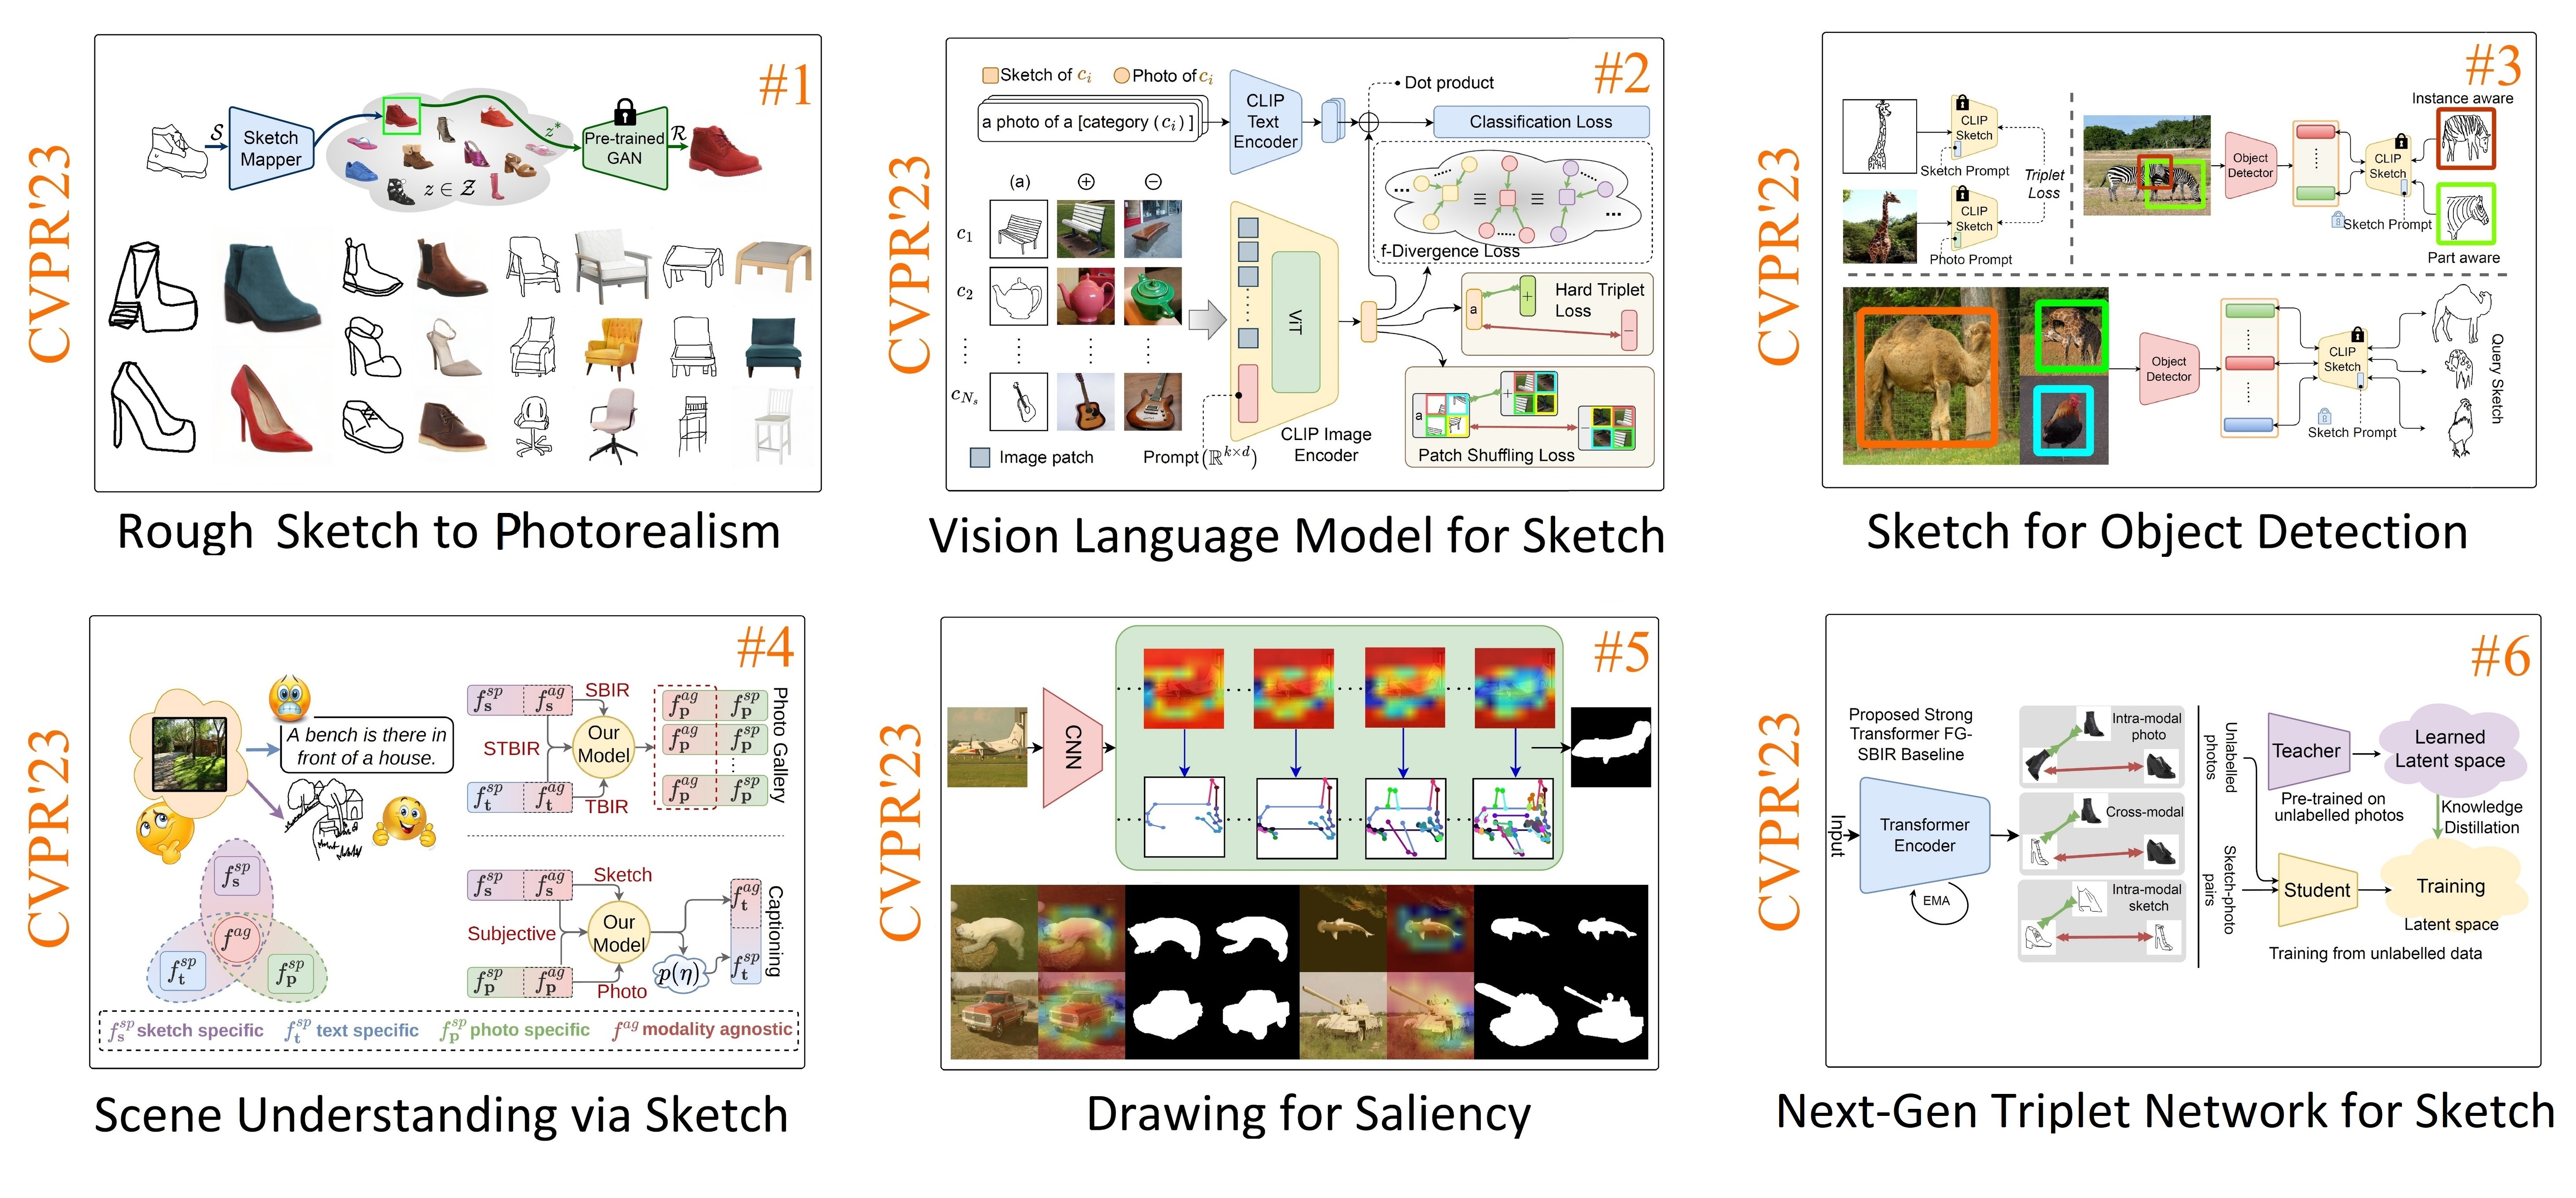 CVPR'23
#1
S
Sketch
Mapper
z ∈ Z
z*
Pre-trained
GAN
R
Rough Sketch to Photorealism
CVPR'23
#2
Sketch of c_i
Photo of c_i
a photo of a [category (c_i) ]
CLIP
Text
Encoder
Dot product
Classification Loss
(a)
+
−
c_1
c_2
c_{N_s}
ViT
f-Divergence Loss
≡
≡
a
+
−
Hard Triplet
Loss
a
+
−
Patch Shuffling Loss
Image patch
Prompt (ℝ^{k×d})
CLIP Image
Encoder
Vision Language Model for Sketch
CVPR'23
#3
CLIP
Sketch
Sketch Prompt
Triplet
Loss
CLIP
Sketch
Photo Prompt
Object
Detector
CLIP
Sketch
Sketch Prompt
Instance aware
Part aware
Object
Detector
CLIP
Sketch
Sketch Prompt
Query Sketch
Sketch for Object Detection
CVPR'23
#4
A bench is there in
front of a house.
f_s^{sp}
f^{ag}
f_t^{sp}
f_p^{sp}
f_s^{sp} f_s^{ag}
SBIR
STBIR
Our
Model
f_t^{sp} f_t^{ag}
TBIR
f_p^{ag} f_p^{sp}
f_p^{ag} f_p^{sp}
f_p^{ag} f_p^{sp}
Photo Gallery
f_s^{sp} f_s^{ag}
Sketch
Subjective
Our
Model
f_p^{sp} f_p^{ag}
Photo
p(η)
f_t^{ag}
f_t^{sp}
Captioning
f_s^{sp} sketch specific
f_t^{sp} text specific
f_p^{sp} photo specific
f^{ag} modality agnostic
Scene Understanding via Sketch
CVPR'23
#5
CNN
Drawing for Saliency
CVPR'23
#6
Proposed Strong
Transformer FG-
SBIR Baseline
Input
Transformer
Encoder
EMA
Intra-modal
photo
Cross-modal
Intra-modal
sketch
Unlabelled
photos
Sketch-photo
pairs
Teacher
Pre-trained on
unlabelled photos
Learned
Latent space
Knowledge
Distillation
Student
Training
Latent space
Training from unlabelled data
Next-Gen Triplet Network for Sketch